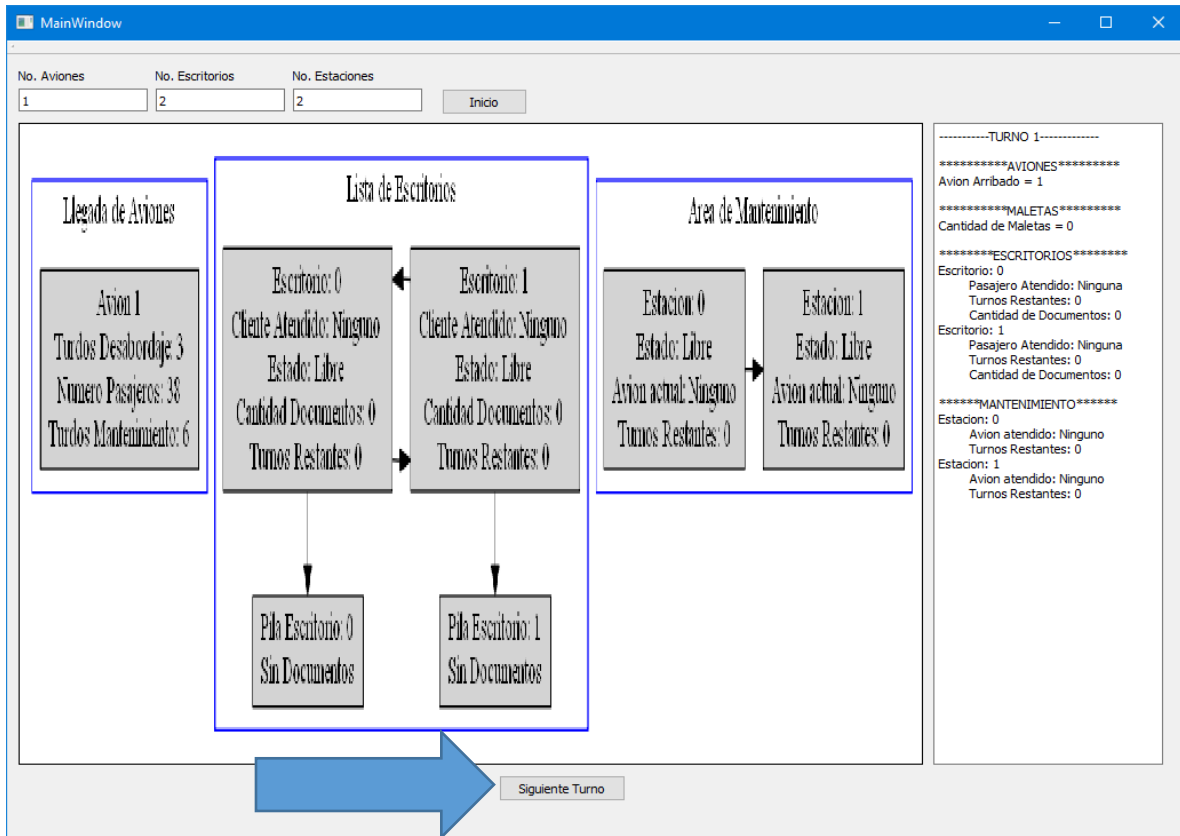 MainWindow
No. Aviones
No. Escritorios
No. Estaciones
1
2
2
Inicio
Llegada de Aviones
Avion 1
Turdos Desabordaje: 3
Numero Pasajeros: 38
Turdos Mantenimiento: 6
Lista de Escritorios
Escritorio: 0
Cliente Atendido: Ninguno
Estado: Libre
Cantidad Documentos: 0
Turnos Restantes: 0
Escritorio: 1
Cliente Atendido: Ninguno
Estado: Libre
Cantidad Documentos: 0
Turnos Restantes: 0
Pila Escritorio: 0
Sin Documentos
Pila Escritorio: 1
Sin Documentos
Area de Mantenimiento
Estacion: 0
Estado: Libre
Avion actual: Ninguno
Turnos Restantes: 0
Estacion: 1
Estado: Libre
Avion actual: Ninguno
Turnos Restantes: 0
-----------TURNO 1-------------
**********AVIONES*********
Avion Arribado = 1
**********MALETAS*********
Cantidad de Maletas = 0
********ESCRITORIOS********
Escritorio: 0
Pasajero Atendido: Ninguna
Turnos Restantes: 0
Cantidad de Documentos: 0
Escritorio: 1
Pasajero Atendido: Ninguna
Turnos Restantes: 0
Cantidad de Documentos: 0
******MANTENIMIENTO******
Estacion: 0
Avion atendido: Ninguno
Turnos Restantes: 0
Estacion: 1
Avion atendido: Ninguno
Turnos Restantes: 0
Siguiente Turno